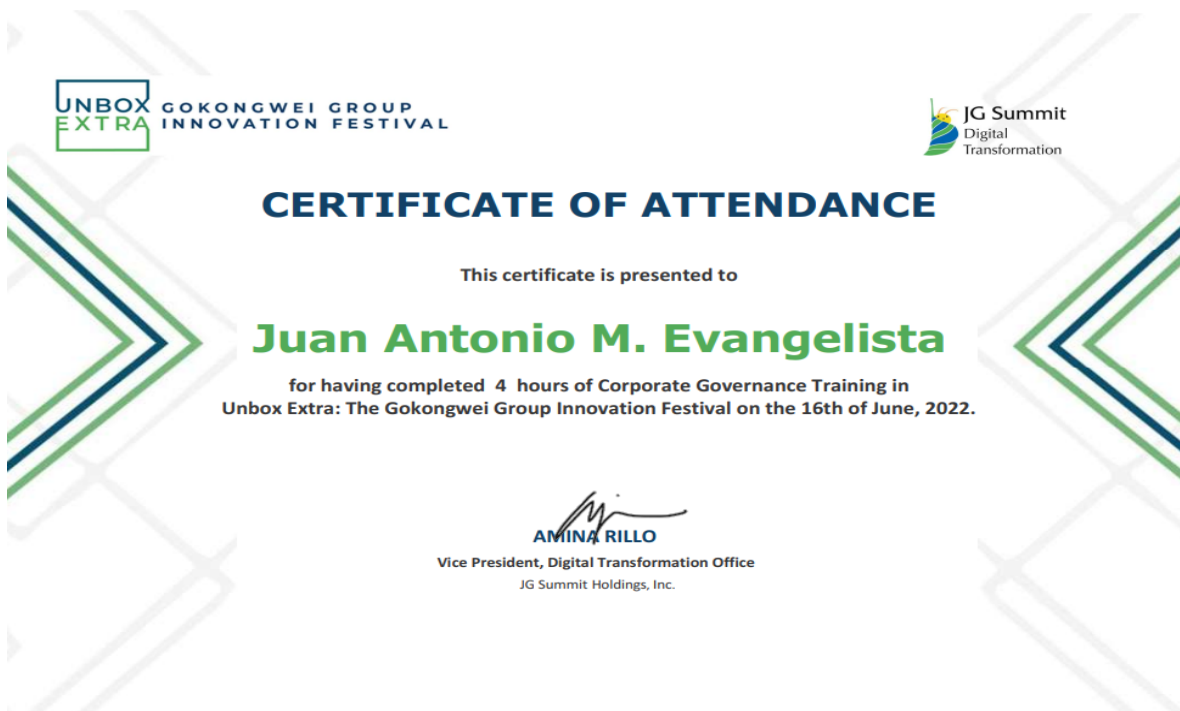 UNBOX
EXTRA
GOKONGWEI GROUP
INNOVATION FESTIVAL
JG Summit
Digital
Transformation
CERTIFICATE OF ATTENDANCE
This certificate is presented to
Juan Antonio M. Evangelista
for having completed 4 hours of Corporate Governance Training in
Unbox Extra: The Gokongwei Group Innovation Festival on the 16th of June, 2022.
AMINA RILLO
Vice President, Digital Transformation Office
JG Summit Holdings, Inc.